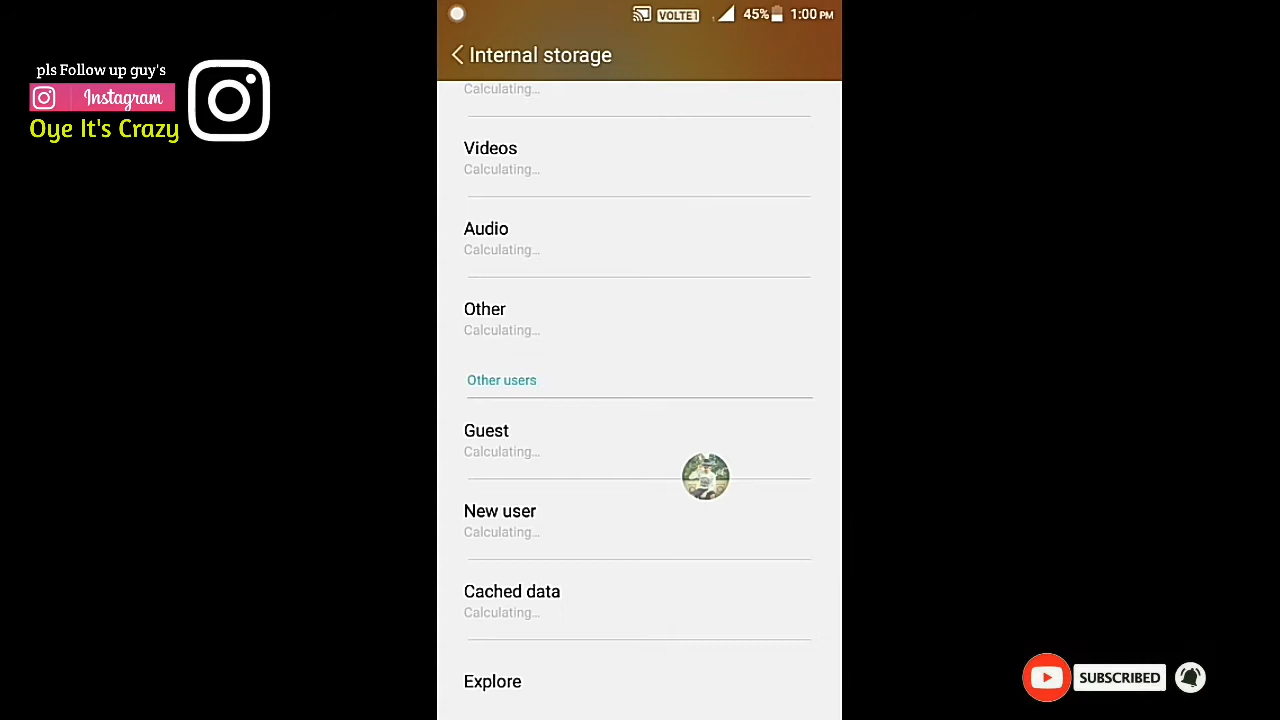 pls Follow up guy's
Instagram
Oye It's Crazy
VOLTE1 45% 1:00 PM
Internal storage
Calculating...
Videos
Calculating...
Audio
Calculating...
Other
Calculating...
Other users
Guest
Calculating...
New user
Calculating...
Cached data
Calculating...
Explore
SUBSCRIBED